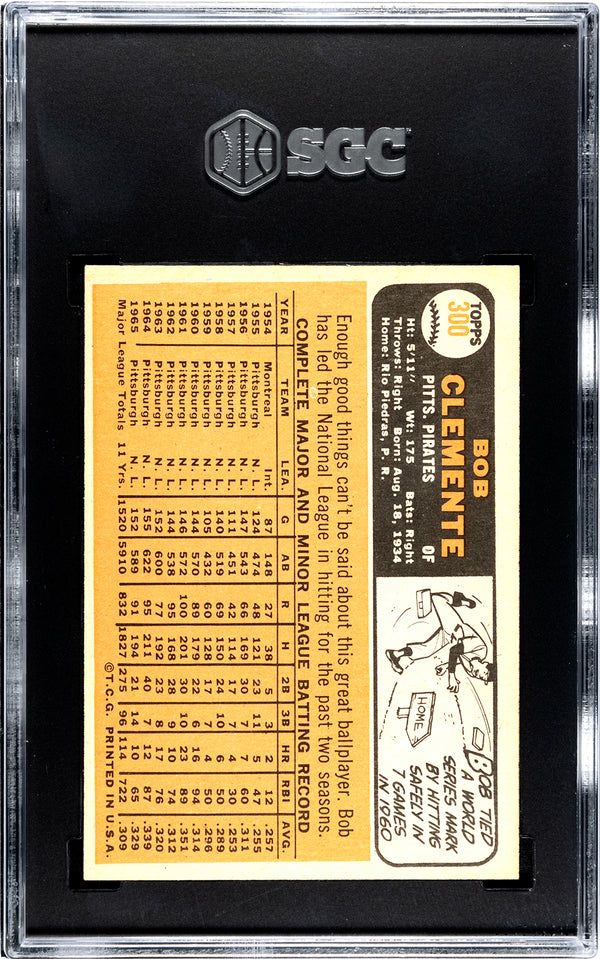 SGC
TOPPS
300
BOB
CLEMENTE
PITTS. PIRATES OF
Ht: 5'11" Wt: 175 Bats: Right
Throws: Right Born: Aug. 18, 1934
Home: Rio Piedras, P. R.
HOME
BOB TIED
A WORLD
SERIES MARK
BY HITTING
SAFELY IN
7 GAMES
IN 1960
Enough good things can't be said about this great ballplayer. Bob
has led the National League in hitting for the past two seasons.
COMPLETE MAJOR AND MINOR LEAGUE BATTING RECORD
YEAR TEAM LEA. G AB R H 2B 3B HR RBI AVG.
1954 Montreal Int. 87 148 27 38 5 3 2 12 .257
1955 Pittsburgh N. L. 124 474 48 121 23 11 5 47 .255
1956 Pittsburgh N. L. 147 543 66 169 30 7 7 60 .311
1957 Pittsburgh N. L. 111 451 42 114 17 7 4 30 .253
1958 Pittsburgh N. L. 140 519 69 150 24 10 6 50 .289
1959 Pittsburgh N. L. 105 432 60 128 17 7 4 50 .296
1960 Pittsburgh N. L. 144 570 89 179 22 6 16 94 .314
1961 Pittsburgh N. L. 146 572 100 201 30 10 23 89 .351
1962 Pittsburgh N. L. 144 538 95 168 28 9 10 74 .312
1963 Pittsburgh N. L. 152 600 77 192 23 8 17 76 .320
1964 Pittsburgh N. L. 155 622 95 211 40 7 12 87 .339
1965 Pittsburgh N. L. 152 589 91 194 21 14 10 65 .329
Major League Totals 11 Yrs. 1520 5910 832 1827 275 96 114 722 .309
©T.C.G. PRINTED IN U.S.A.